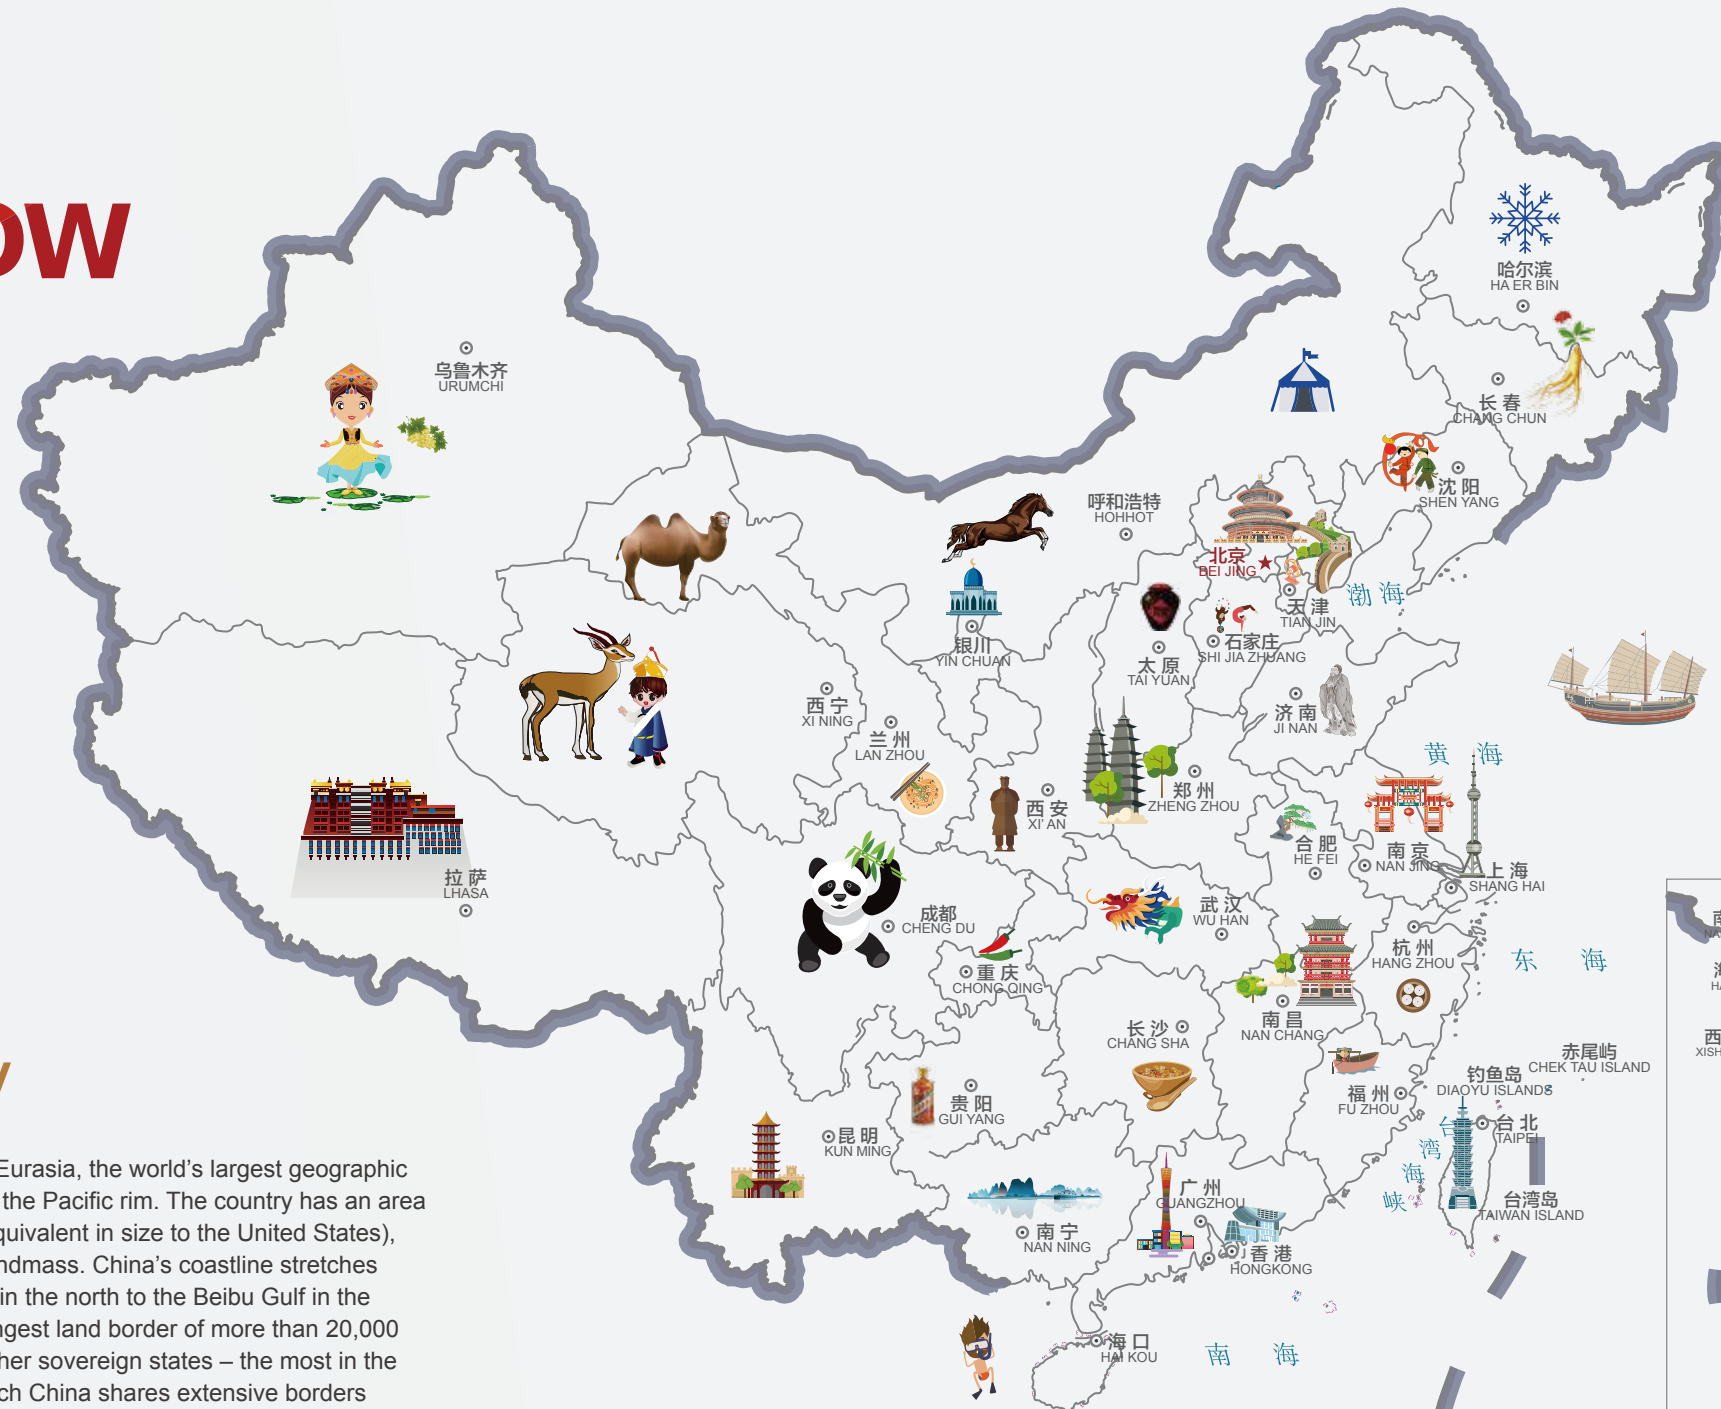 ow
哈尔滨
HA ER BIN
乌鲁木齐
URUMCHI
长春
CHANG CHUN
沈阳
SHEN YANG
呼和浩特
HOHHOT
北京
BEI JING
天津
TIAN JIN
渤海
石家庄
SHI JIA ZHUANG
银川
YIN CHUAN
太原
TAI YUAN
西宁
XI NING
济南
JI NAN
兰州
LAN ZHOU
黄海
郑州
ZHENG ZHOU
西安
XI' AN
合肥
HE FEI
南京
NAN JING
上海
SHANG HAI
拉萨
LHASA
成都
CHENG DU
武汉
WU HAN
杭州
HANG ZHOU
东海
重庆
CHONG QING
南昌
NAN CHANG
长沙
CHANG SHA
赤尾屿
CHEK TAU ISLAND
钓鱼岛
DIAOYU ISLANDS
福州
FU ZHOU
贵阳
GUI YANG
台北
TAIPEI
台湾海峡
昆明
KUN MING
台湾岛
TAIWAN ISLAND
广州
GUANGZHOU
南宁
NAN NING
香港
HONGKONG
海口
HAI KOU
南海
西
XISH
y
Eurasia, the world's largest geographic
the Pacific rim. The country has an area
quivalent in size to the United States),
ndmass. China's coastline stretches
in the north to the Beibu Gulf in the
ngest land border of more than 20,000
her sovereign states – the most in the
ch China shares extensive borders